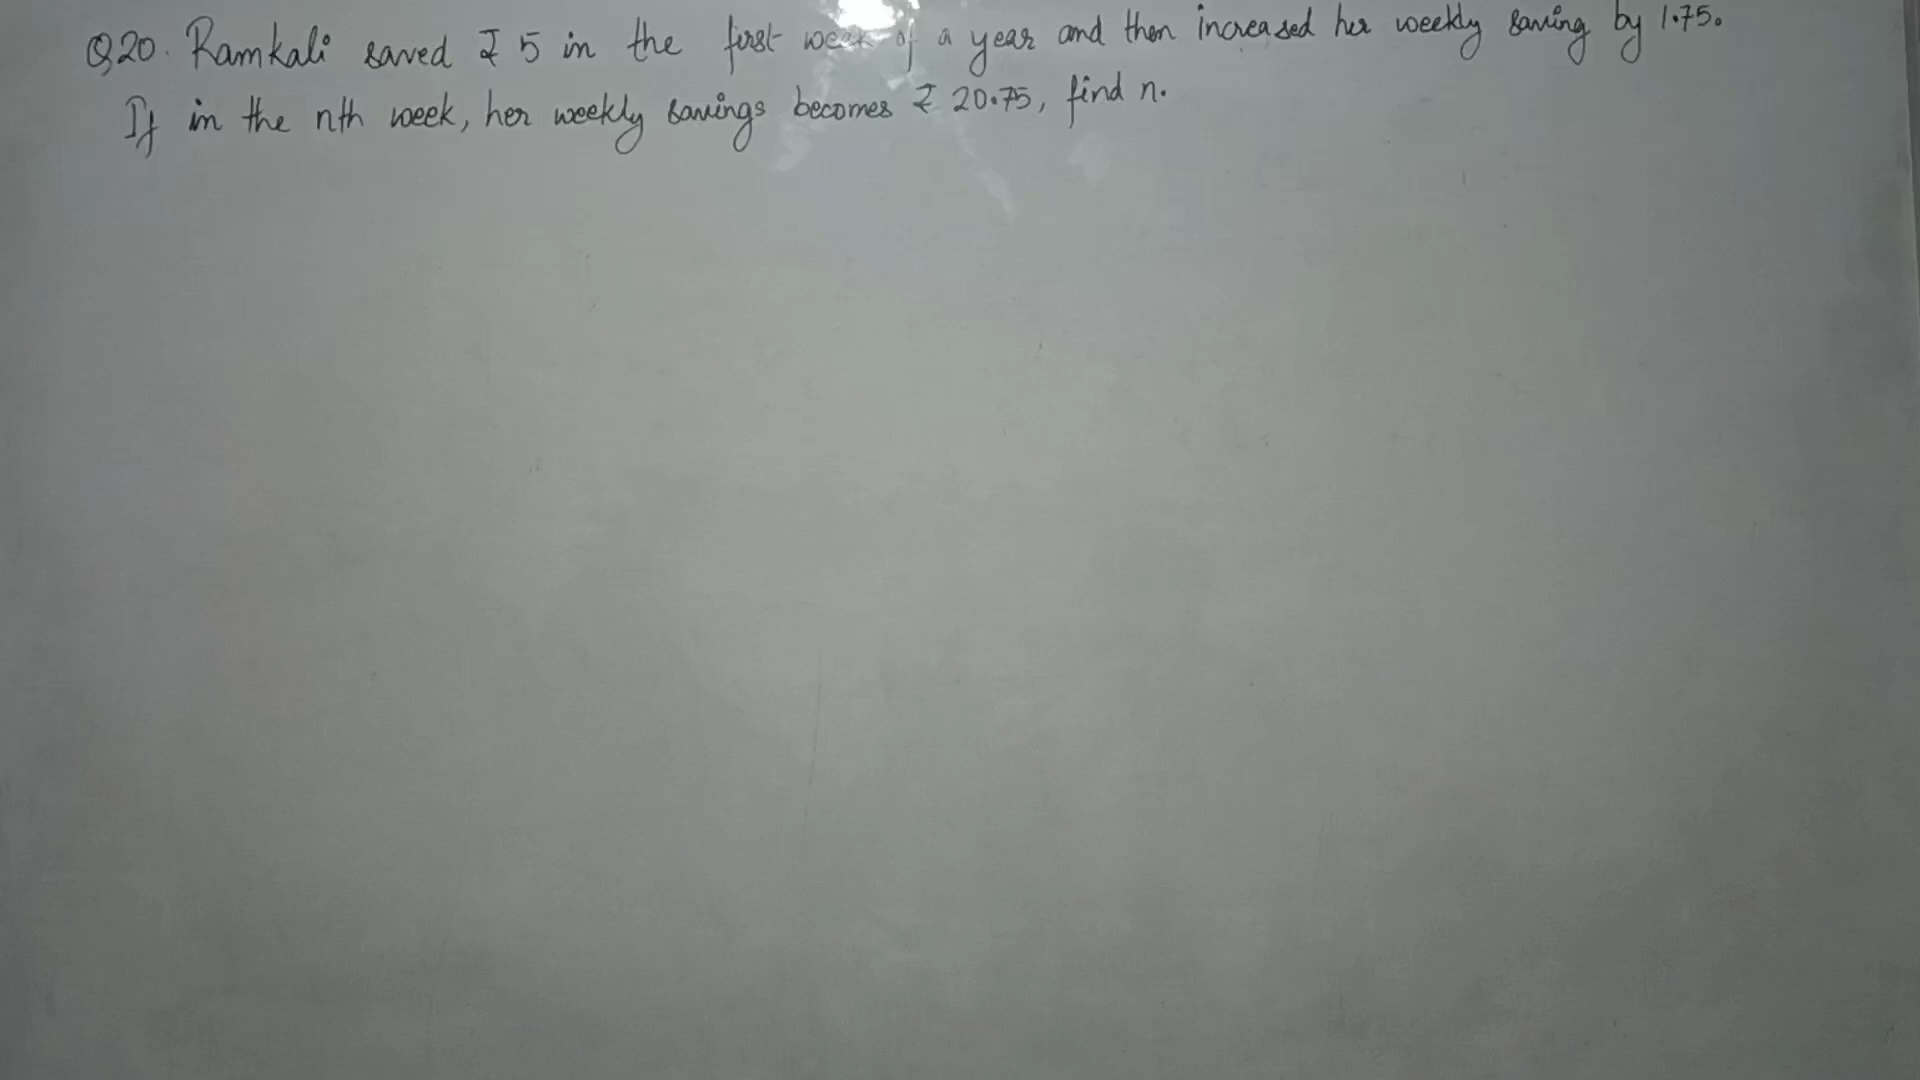 Q20. Ramkali saved ₹ 5 in the first week of a year and then increased her weekly saving by 1.75.
If in the nth week, her weekly savings becomes ₹ 20.75, find n.